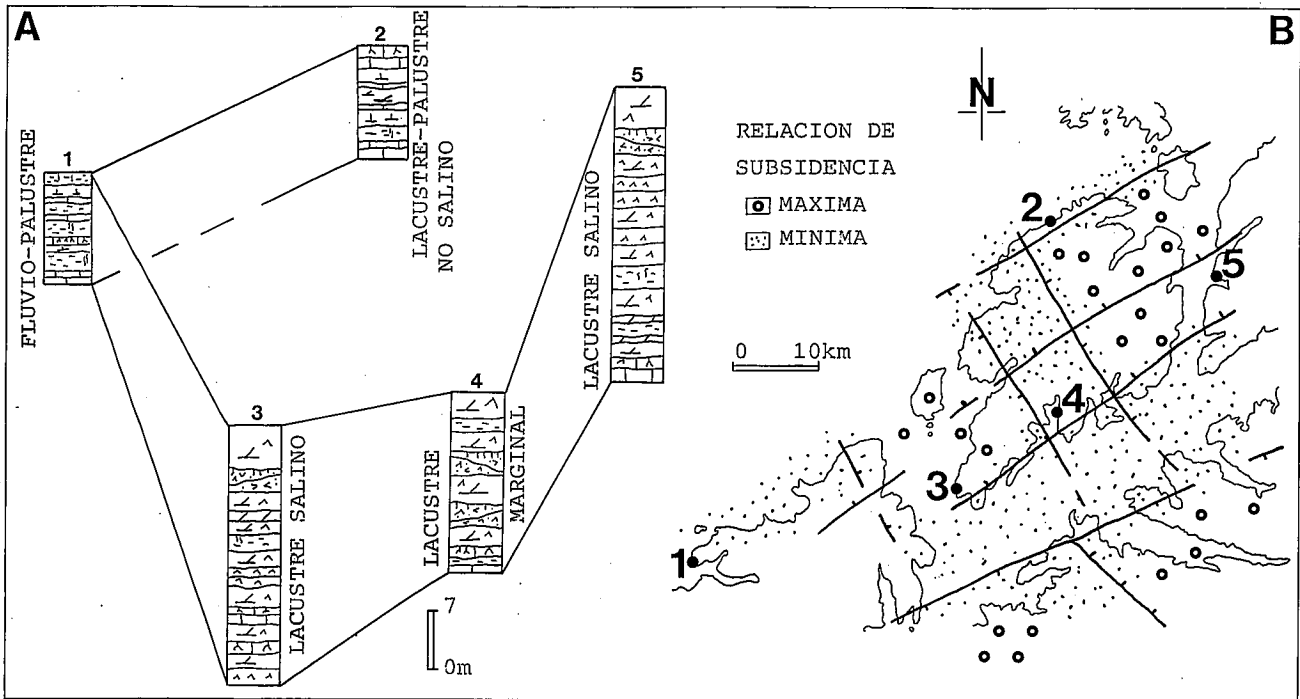 A
1
FLUVIO-PALUSTRE
2
LACUSTRE-PALUSTRE
NO SALINO
3
LACUSTRE SALINO
4
LACUSTRE
MARGINAL
5
LACUSTRE SALINO
7
0m
B
N
RELACION DE
SUBSIDENCIA
MAXIMA
MINIMA
0 10km
2
5
4
3
1